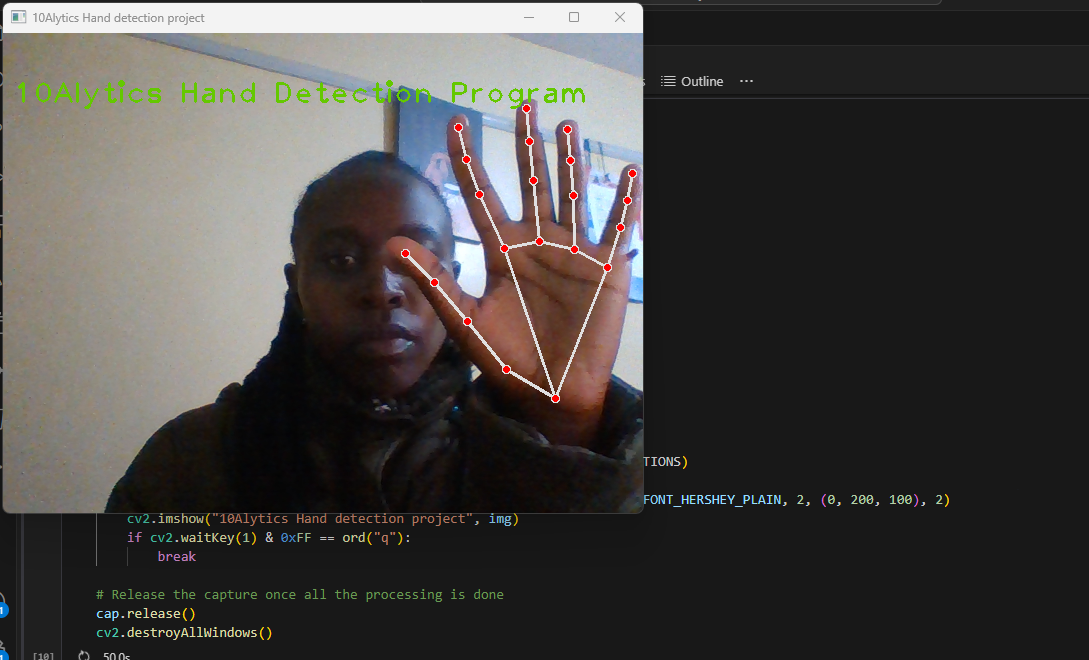 10Alytics Hand detection project
10Alytics Hand Detection Program
Outline
TIONS)
FONT_HERSHEY_PLAIN, 2, (0, 200, 100), 2)
cv2.imshow("10Alytics Hand detection project", img)
if cv2.waitKey(1) & 0xFF == ord("q"):
break
# Release the capture once all the processing is done
cap.release()
cv2.destroyAllWindows()
[10]
50.0s